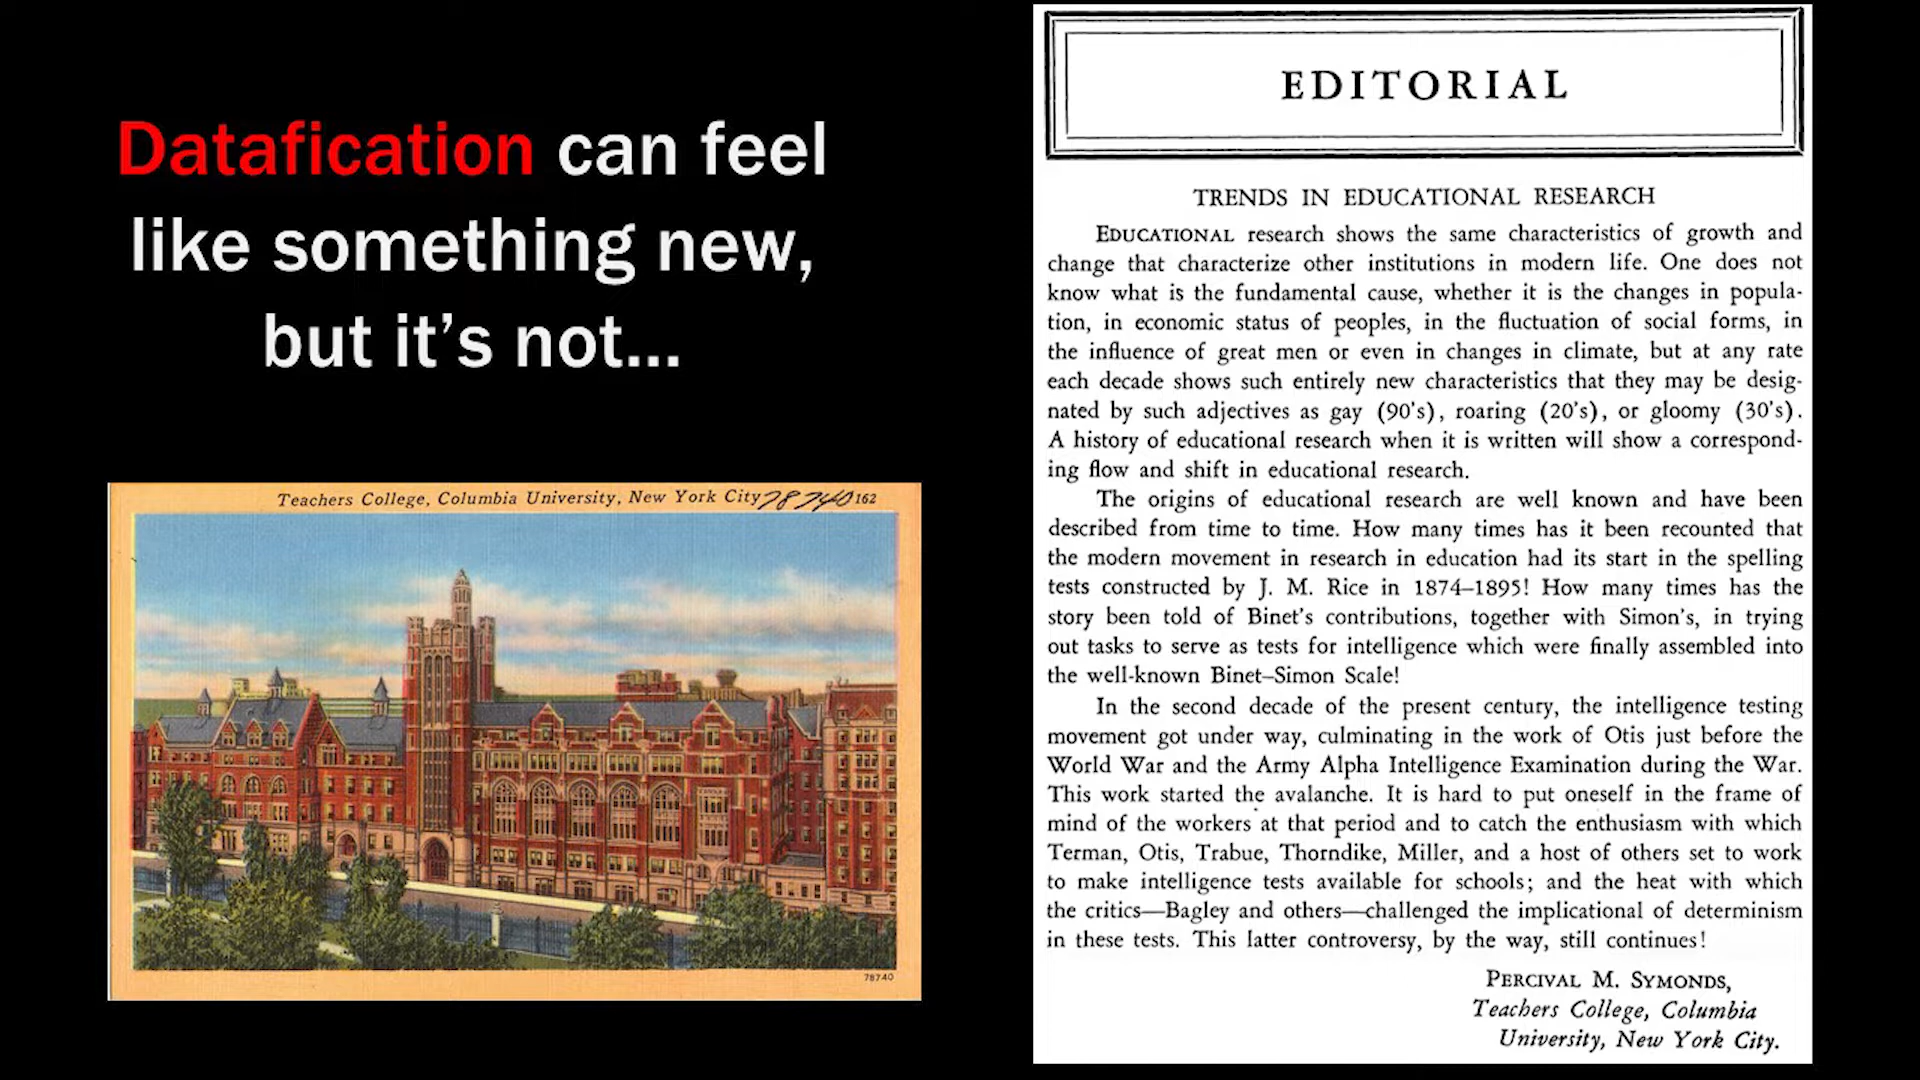 Datafication can feel
like something new,
but it's not...
Teachers College, Columbia University, New York City 78740 162
78740
EDITORIAL
TRENDS IN EDUCATIONAL RESEARCH
EDUCATIONAL research shows the same characteristics of growth and
change that characterize other institutions in modern life. One does not
know what is the fundamental cause, whether it is the changes in popula-
tion, in economic status of peoples, in the fluctuation of social forms, in
the influence of great men or even in changes in climate, but at any rate
each decade shows such entirely new characteristics that they may be desig-
nated by such adjectives as gay (90's), roaring (20's), or gloomy (30's).
A history of educational research when it is written will show a correspond-
ing flow and shift in educational research.
The origins of educational research are well known and have been
described from time to time. How many times has it been recounted that
the modern movement in research in education had its start in the spelling
tests constructed by J. M. Rice in 1874–1895! How many times has the
story been told of Binet's contributions, together with Simon's, in trying
out tasks to serve as tests for intelligence which were finally assembled into
the well-known Binet–Simon Scale!
In the second decade of the present century, the intelligence testing
movement got under way, culminating in the work of Otis just before the
World War and the Army Alpha Intelligence Examination during the War.
This work started the avalanche. It is hard to put oneself in the frame of
mind of the workers at that period and to catch the enthusiasm with which
Terman, Otis, Trabue, Thorndike, Miller, and a host of others set to work
to make intelligence tests available for schools; and the heat with which
the critics—Bagley and others—challenged the implicational of determinism
in these tests. This latter controversy, by the way, still continues!
PERCIVAL M. SYMONDS,
Teachers College, Columbia
University, New York City.